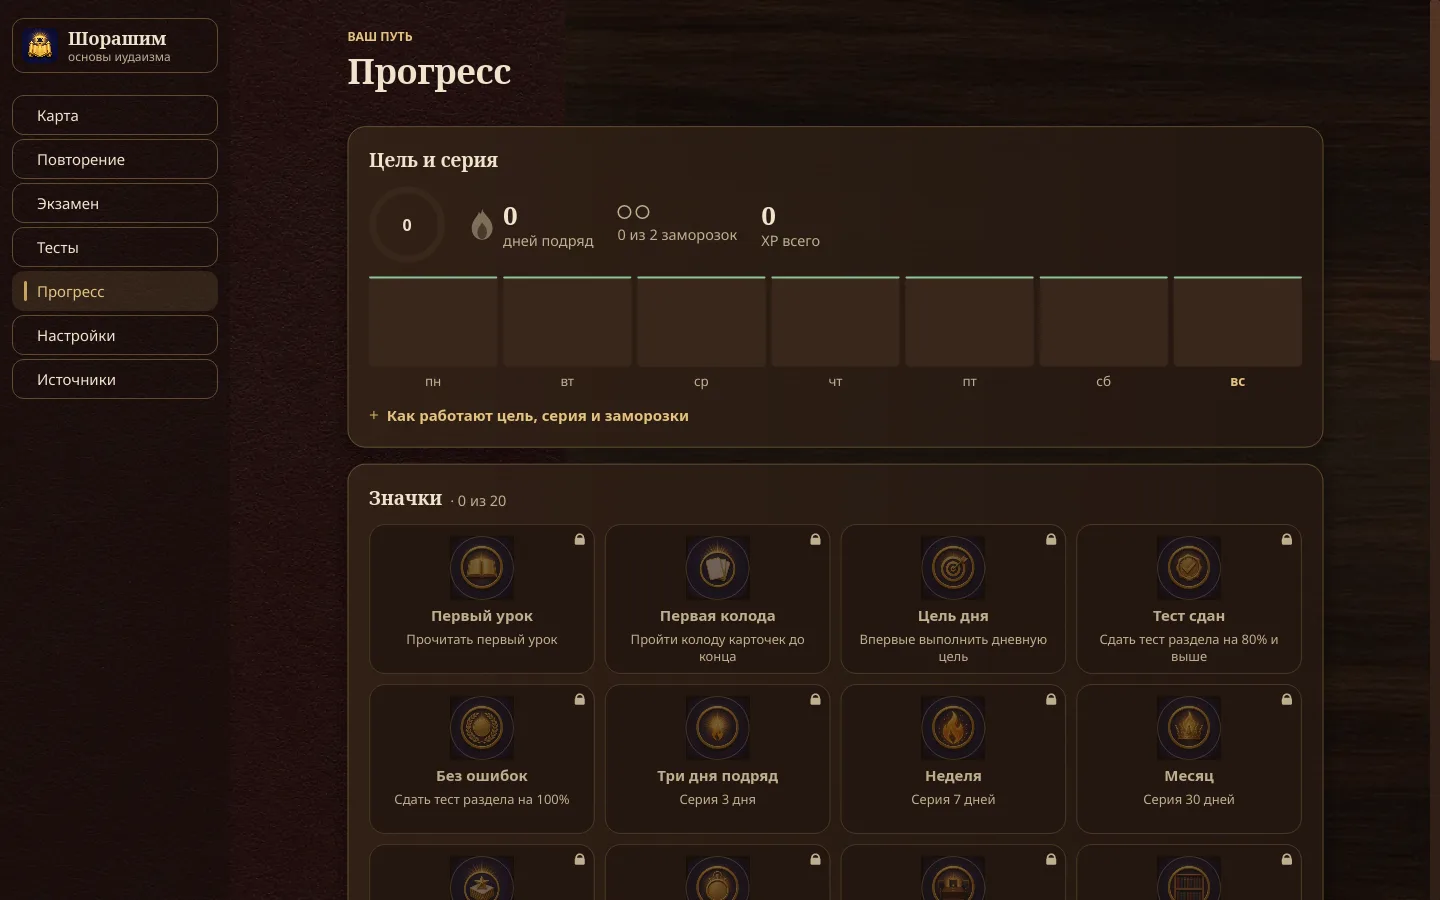 Шорашим
основы иудаизма
Карта
Повторение
Экзамен
Тесты
Прогресс
Настройки
Источники
ВАШ ПУТЬ
Прогресс
Цель и серия
0
0
дней подряд
0 из 2 заморозок
0
XP всего
пн
вт
ср
чт
пт
сб
вс
+ Как работают цель, серия и заморозки
Значки · 0 из 20
Первый урок
Прочитать первый урок
Первая колода
Пройти колоду карточек до
конца
Цель дня
Впервые выполнить дневную
цель
Тест сдан
Сдать тест раздела на 80% и
выше
Без ошибок
Сдать тест раздела на 100%
Три дня подряд
Серия 3 дня
Неделя
Серия 7 дней
Месяц
Серия 30 дней